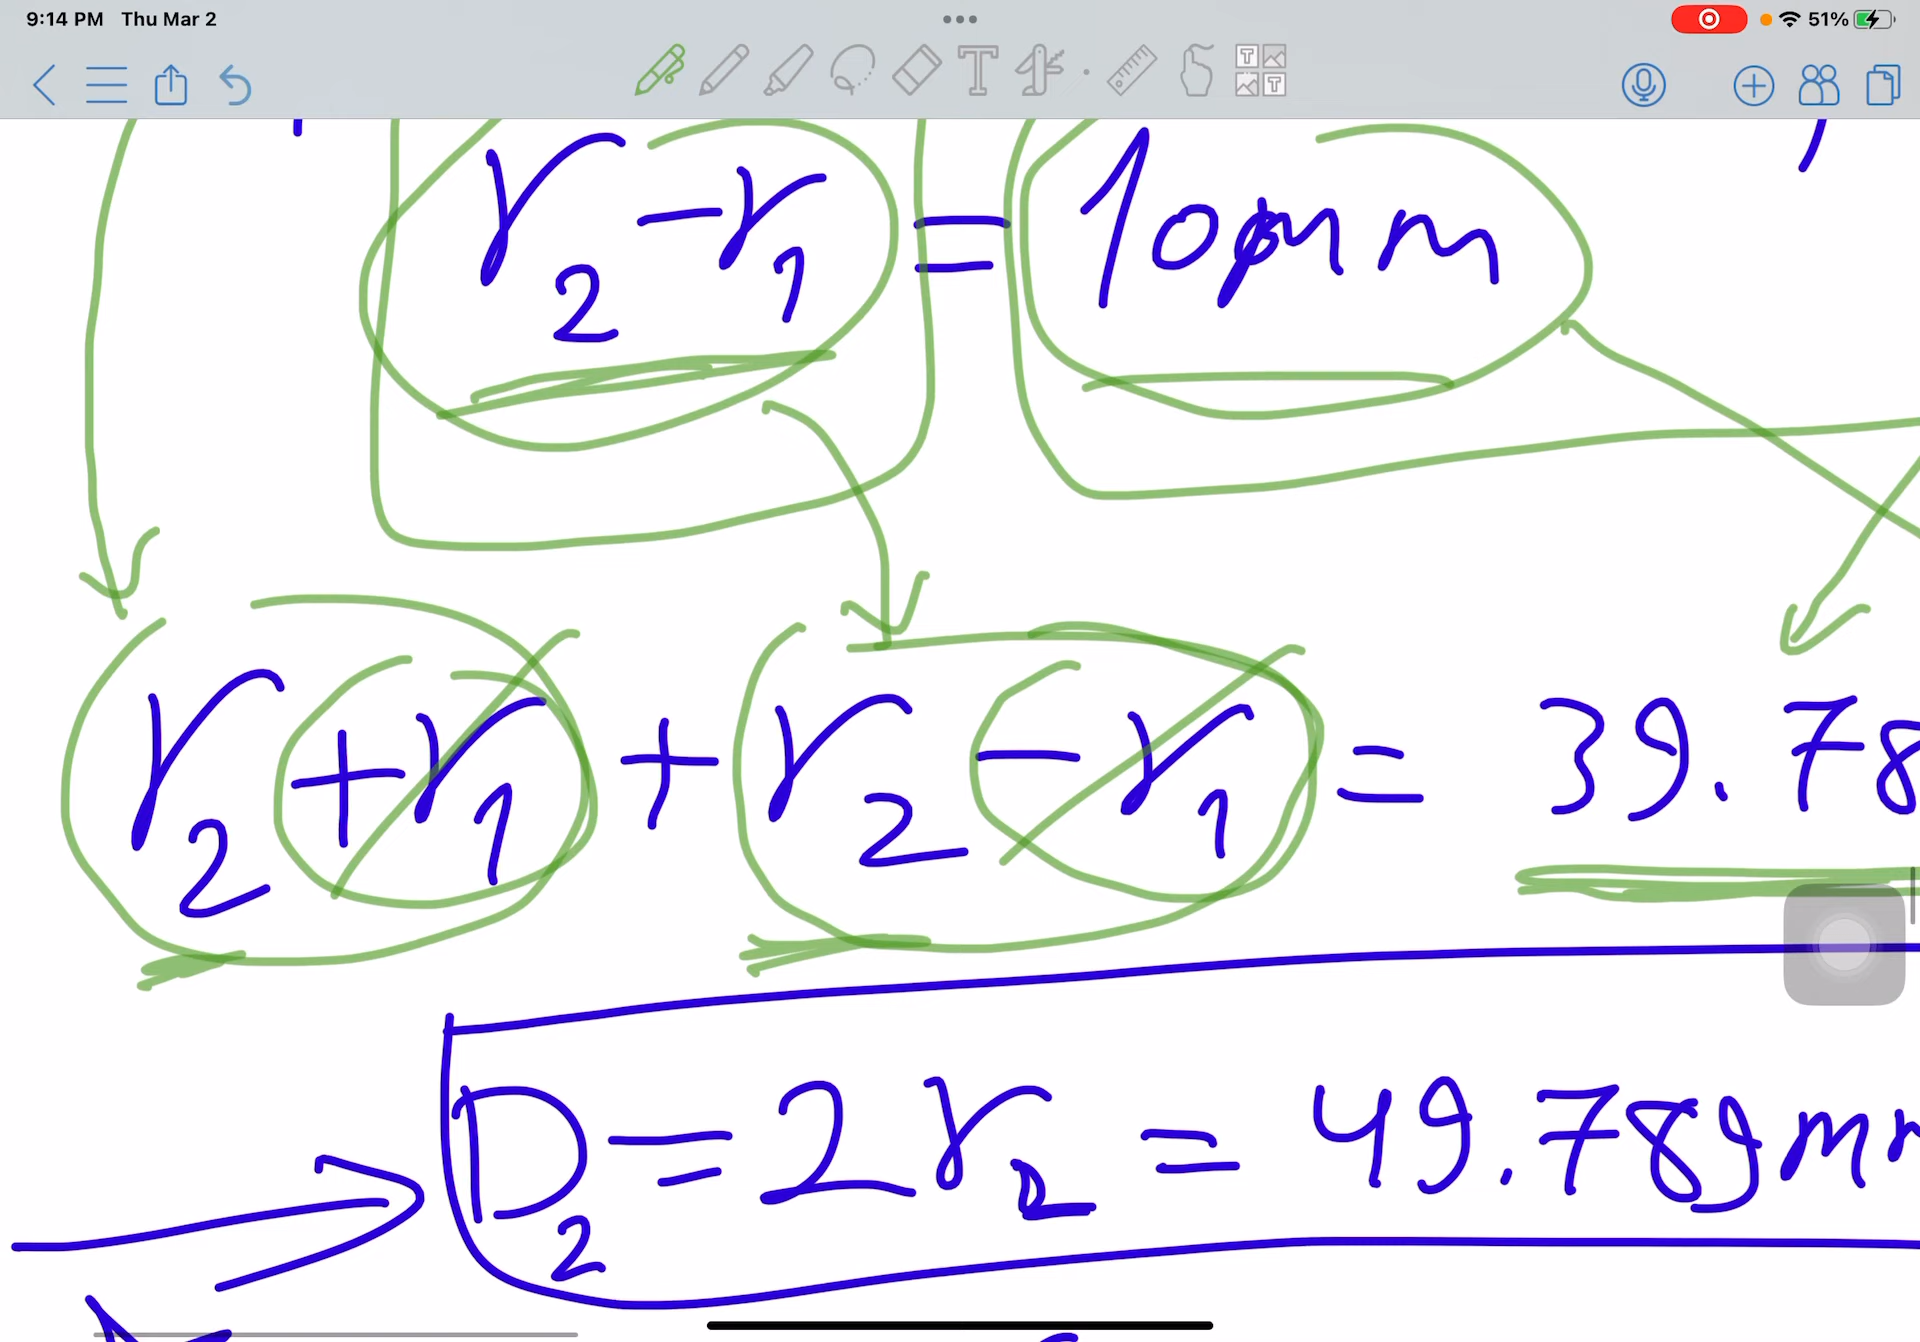 9:14 PM Thu Mar 2
51%
r2 - r1 = 10mm
r2 + r1 + r2 - r1 = 39.78
D2 = 2r2 = 49.789m